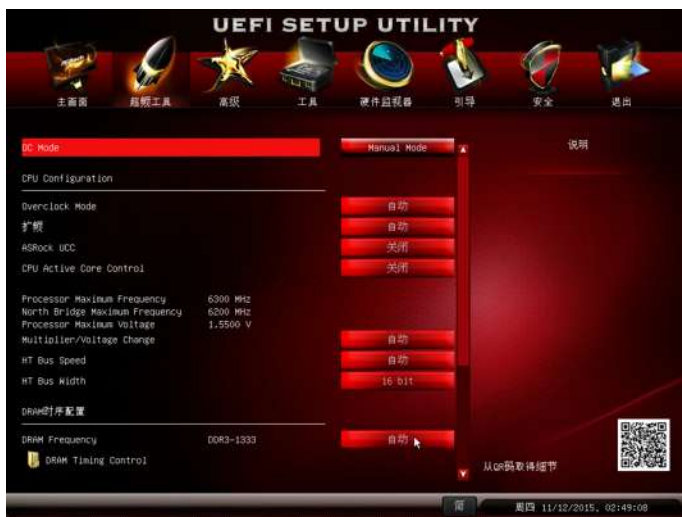 UEFI SETUP UTILITY
主画面 超频工具 高级 工具 硬件监视器 引导 安全 退出
OC Mode Manual Mode 说明
CPU Configuration
Overclock Mode 自动
扩频 自动
ASRock UCC 关闭
CPU Active Core Control 关闭
Processor Maximum Frequency 6300 MHz
North Bridge Maximum Frequency 6200 MHz
Processor Maximum Voltage 1.5500 V
Multiplier/Voltage Change 自动
HT Bus Speed 自动
HT Bus Width 16 bit
DRAM时序配置
DRAM Frequency DDR3-1333 自动
DRAM Timing Control
从QR码取得细节
简 周四 11/12/2015, 02:49:08